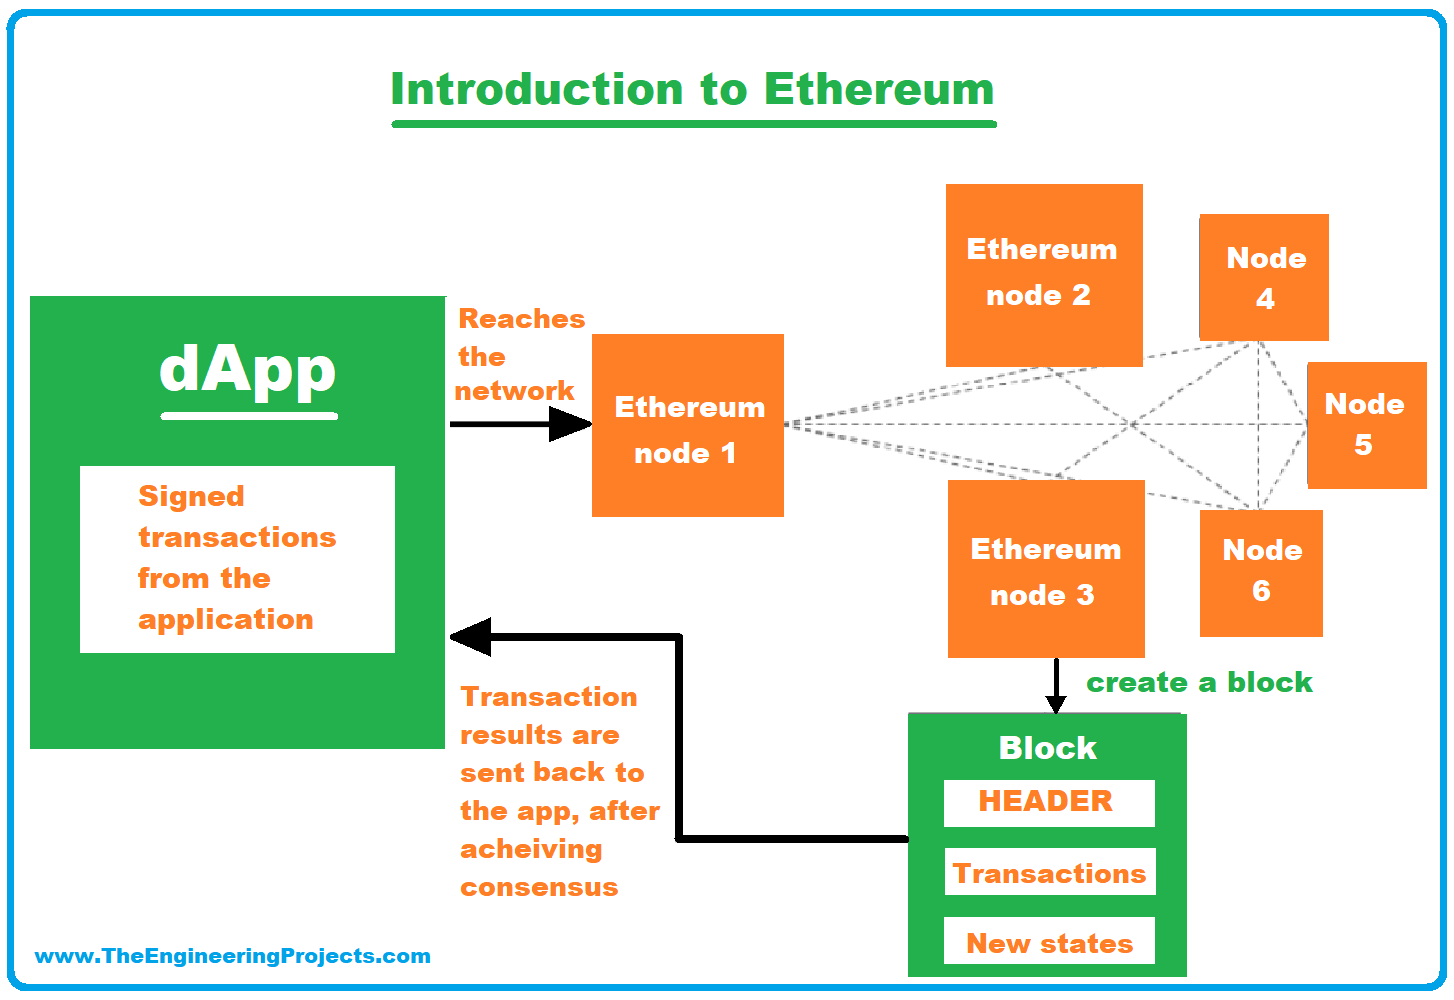 Introduction to Ethereum
dApp
Signed
transactions
from the
application
Reaches
the
network
Ethereum
node 1
Ethereum
node 2
Node
4
Node
5
Ethereum
node 3
Node
6
create a block
Block
HEADER
Transactions
New states
Transaction
results are
sent back to
the app, after
acheiving
consensus
www.TheEngineeringProjects.com